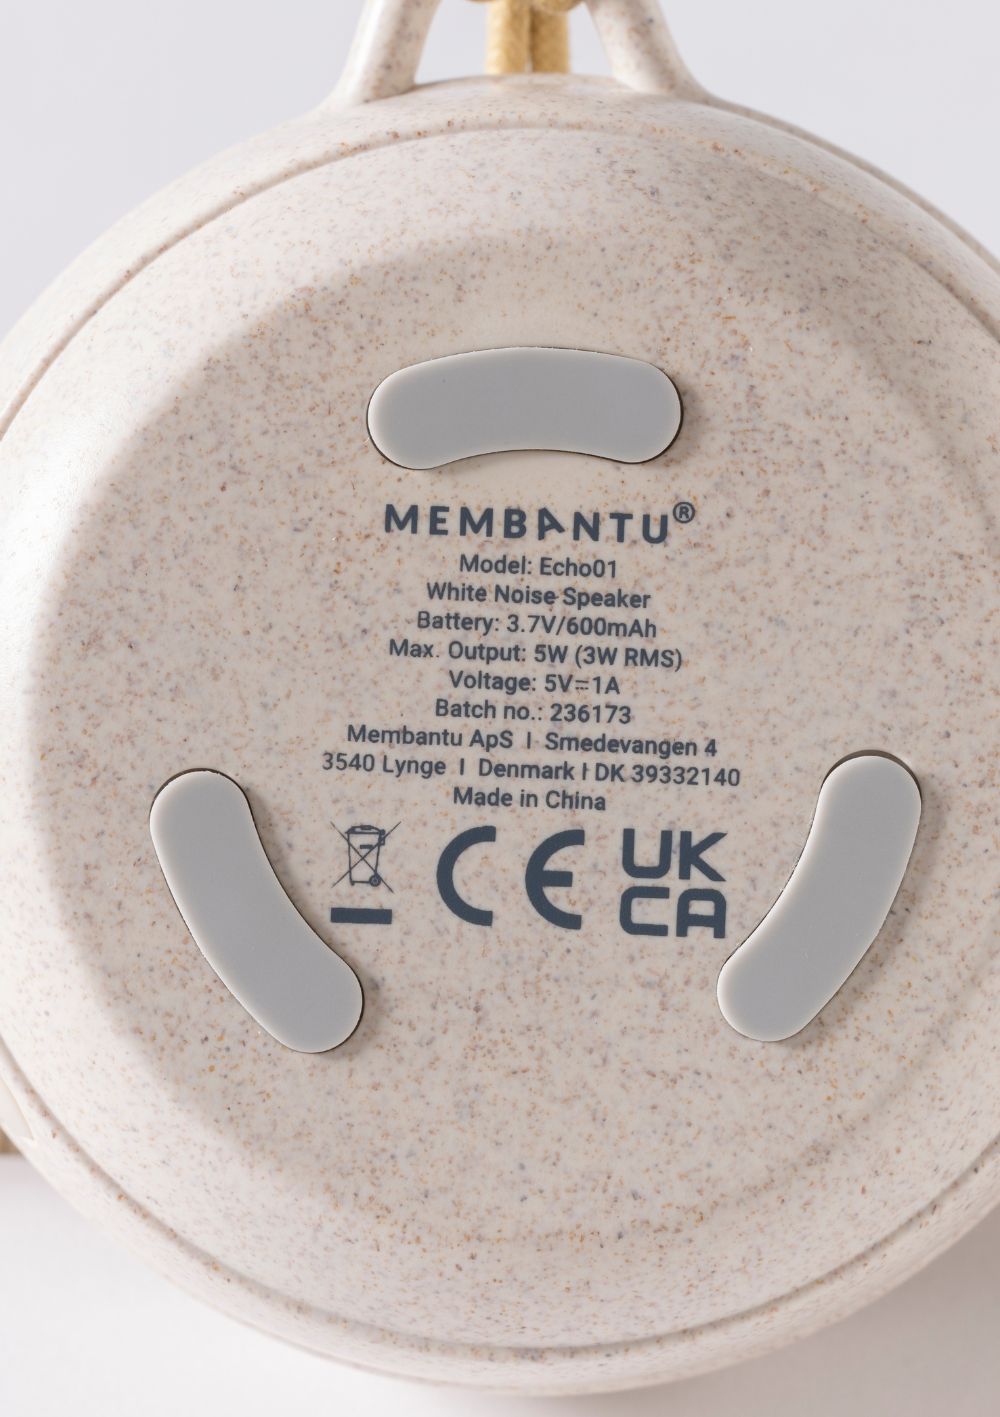 MEMBANTU®
Model: Echo01
White Noise Speaker
Battery: 3.7V/600mAh
Max. Output: 5W (3W RMS)
Voltage: 5V⎓1A
Batch no.: 236173
Membantu ApS I Smedevangen 4
3540 Lynge I Denmark I DK 39332140
Made in China
CE UK
CA